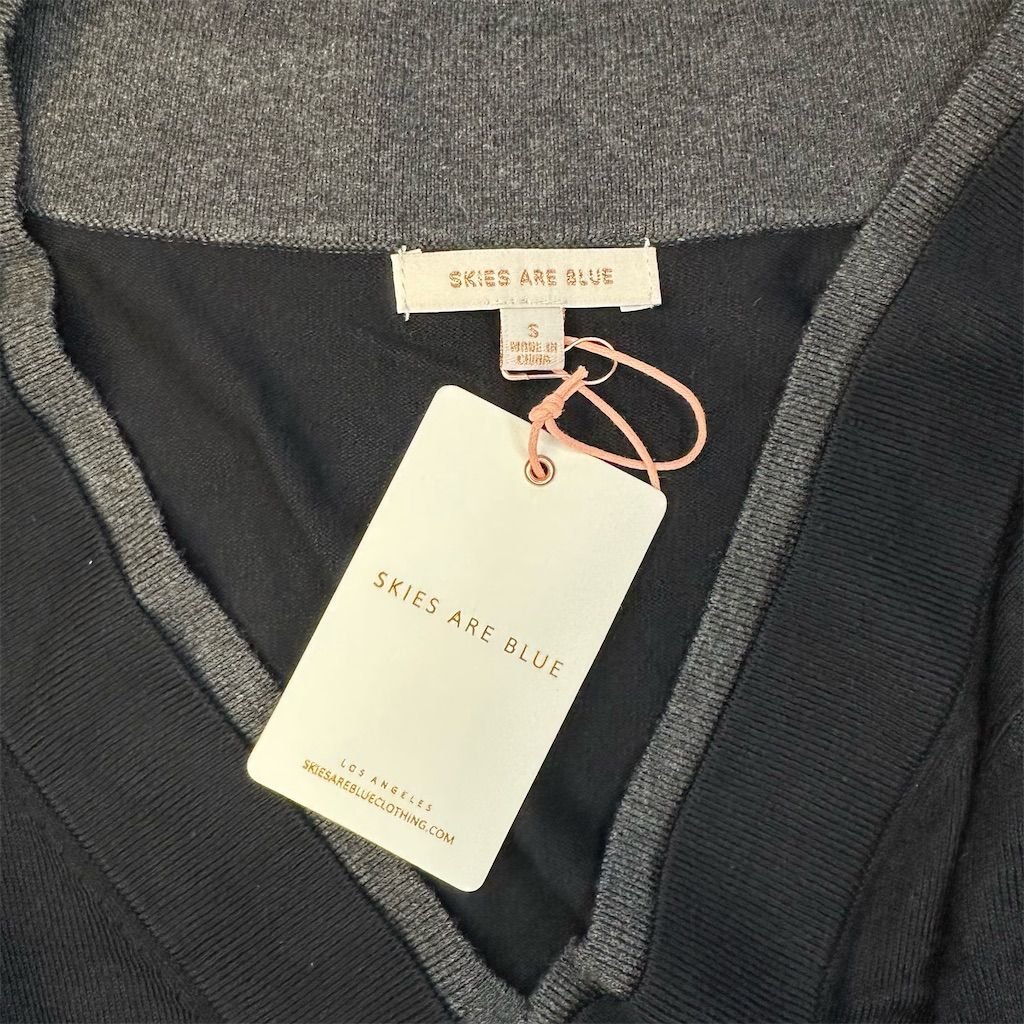 SKIES ARE BLUE
S
MADE IN
CHINA
SKIES ARE BLUE
LOS ANGELES
SKIESAREBLUECLOTHING.COM